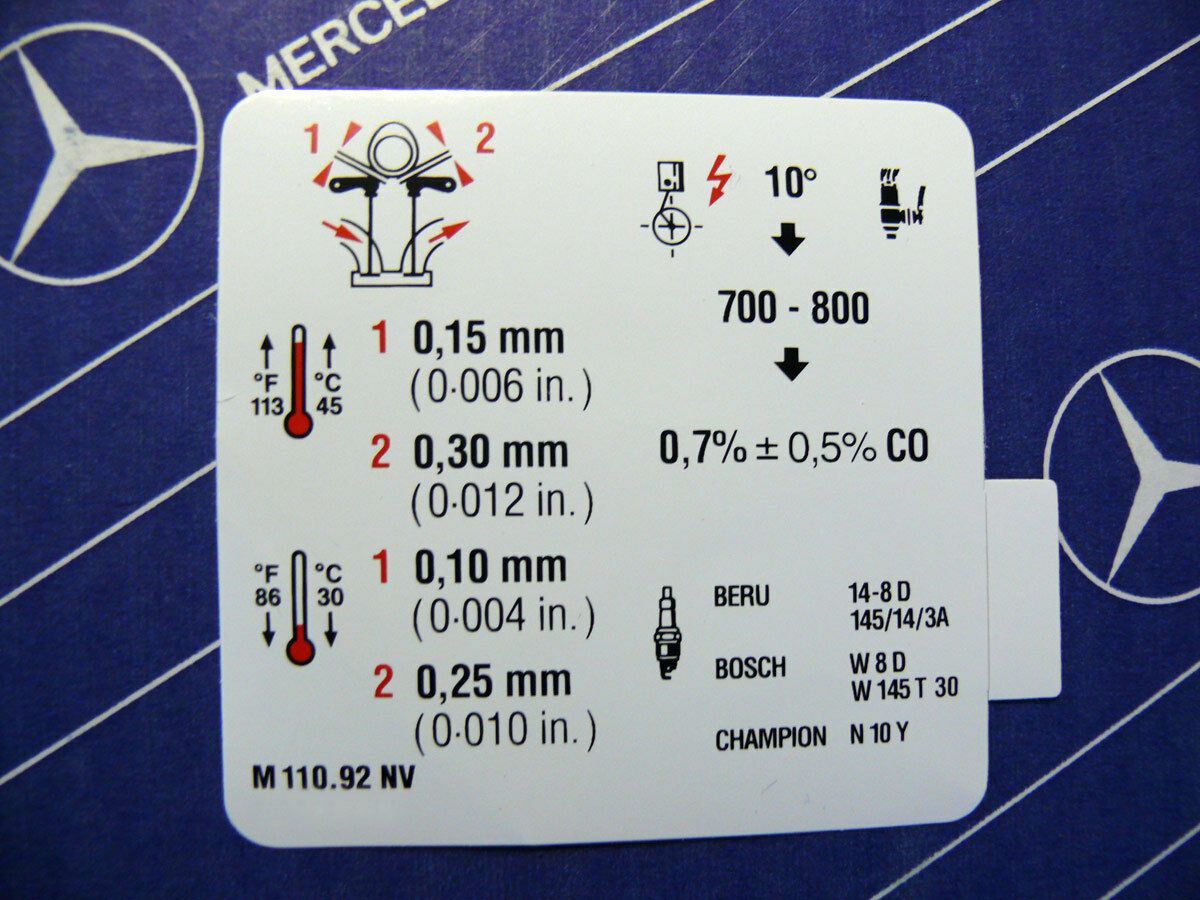 MERCE
1 2
10°
700 - 800
0,7% ± 0,5% CO
°F °C
113 45
1 0,15 mm
(0·006 in.)
2 0,30 mm
(0·012 in.)
°F °C
86 30
1 0,10 mm
(0·004 in.)
2 0,25 mm
(0·010 in.)
M 110.92 NV
BERU 14-8 D
145/14/3A
BOSCH W 8 D
W 145 T 30
CHAMPION N 10 Y